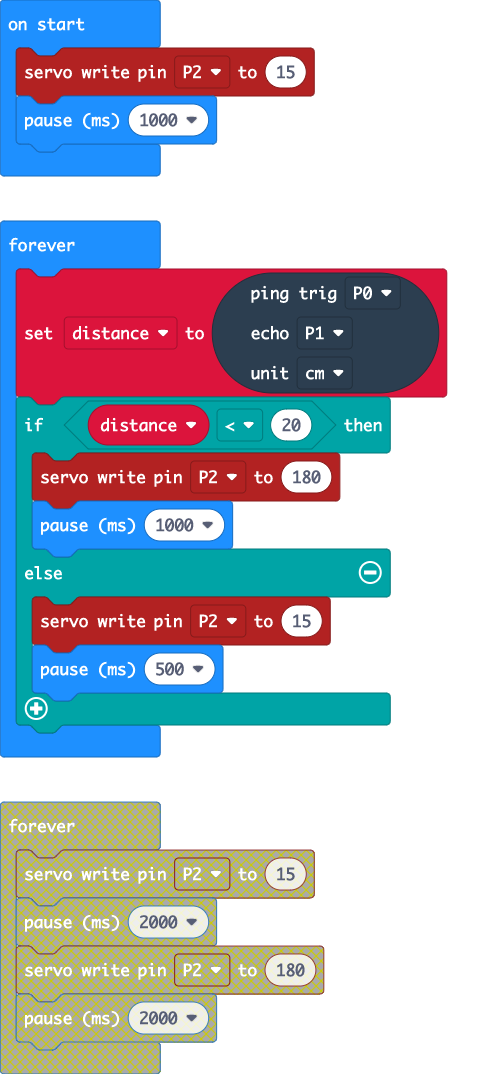 on start
servo write pin P2 to 15
pause (ms) 1000
forever
ping trig P0
set distance to echo P1
unit cm
if distance < 20 then
servo write pin P2 to 180
pause (ms) 1000
else
servo write pin P2 to 15
pause (ms) 500
forever
servo write pin P2 to 15
pause (ms) 2000
servo write pin P2 to 180
pause (ms) 2000